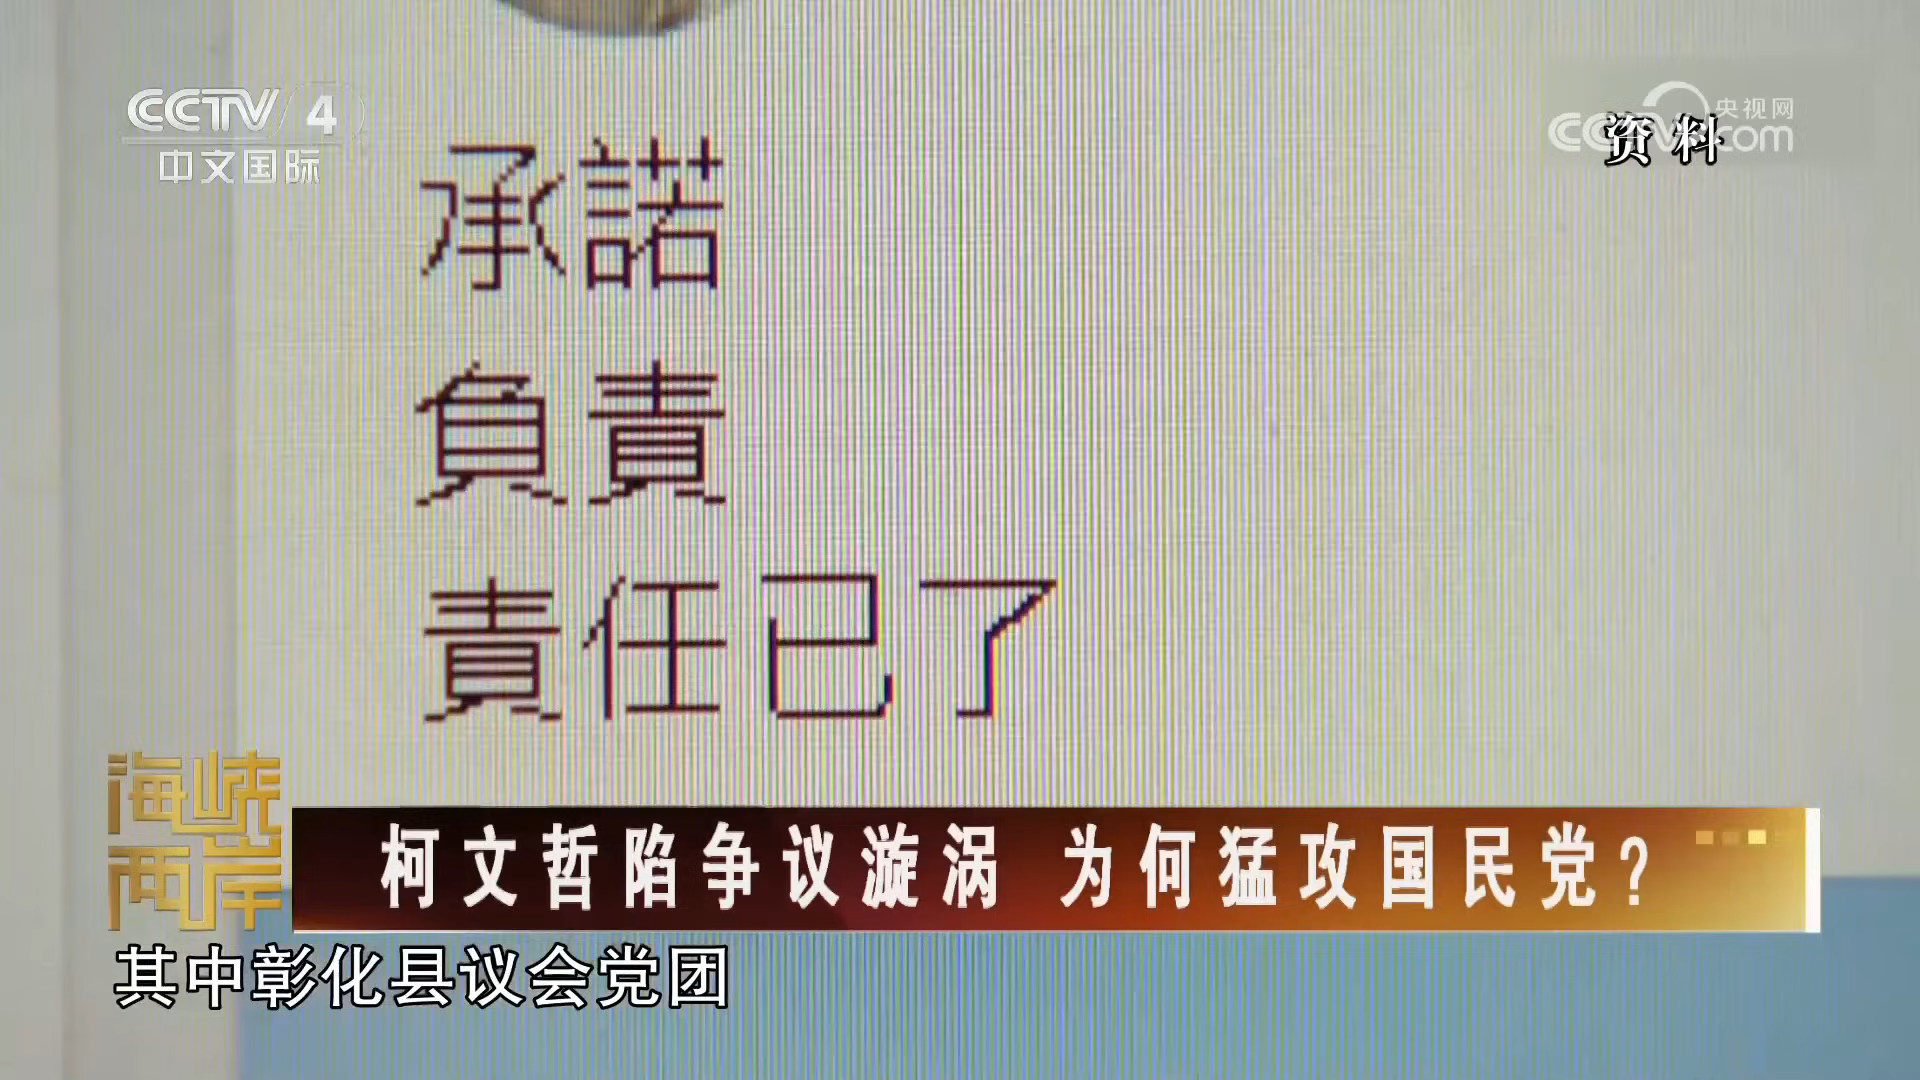 CCTV 4
中文国际
央视网
CCTV.com
资料
承諾
負責
責任已了
海峡
两岸
柯文哲陷争议漩涡 为何猛攻国民党？
其中彰化县议会党团